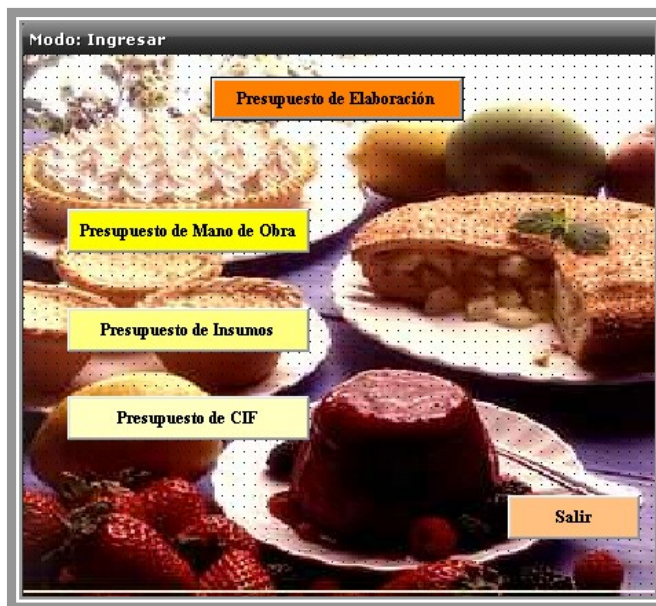 Modo: Ingresar
Presupuesto de Elaboración
Presupuesto de Mano de Obra
Presupuesto de Insumos
Presupuesto de CIF
Salir